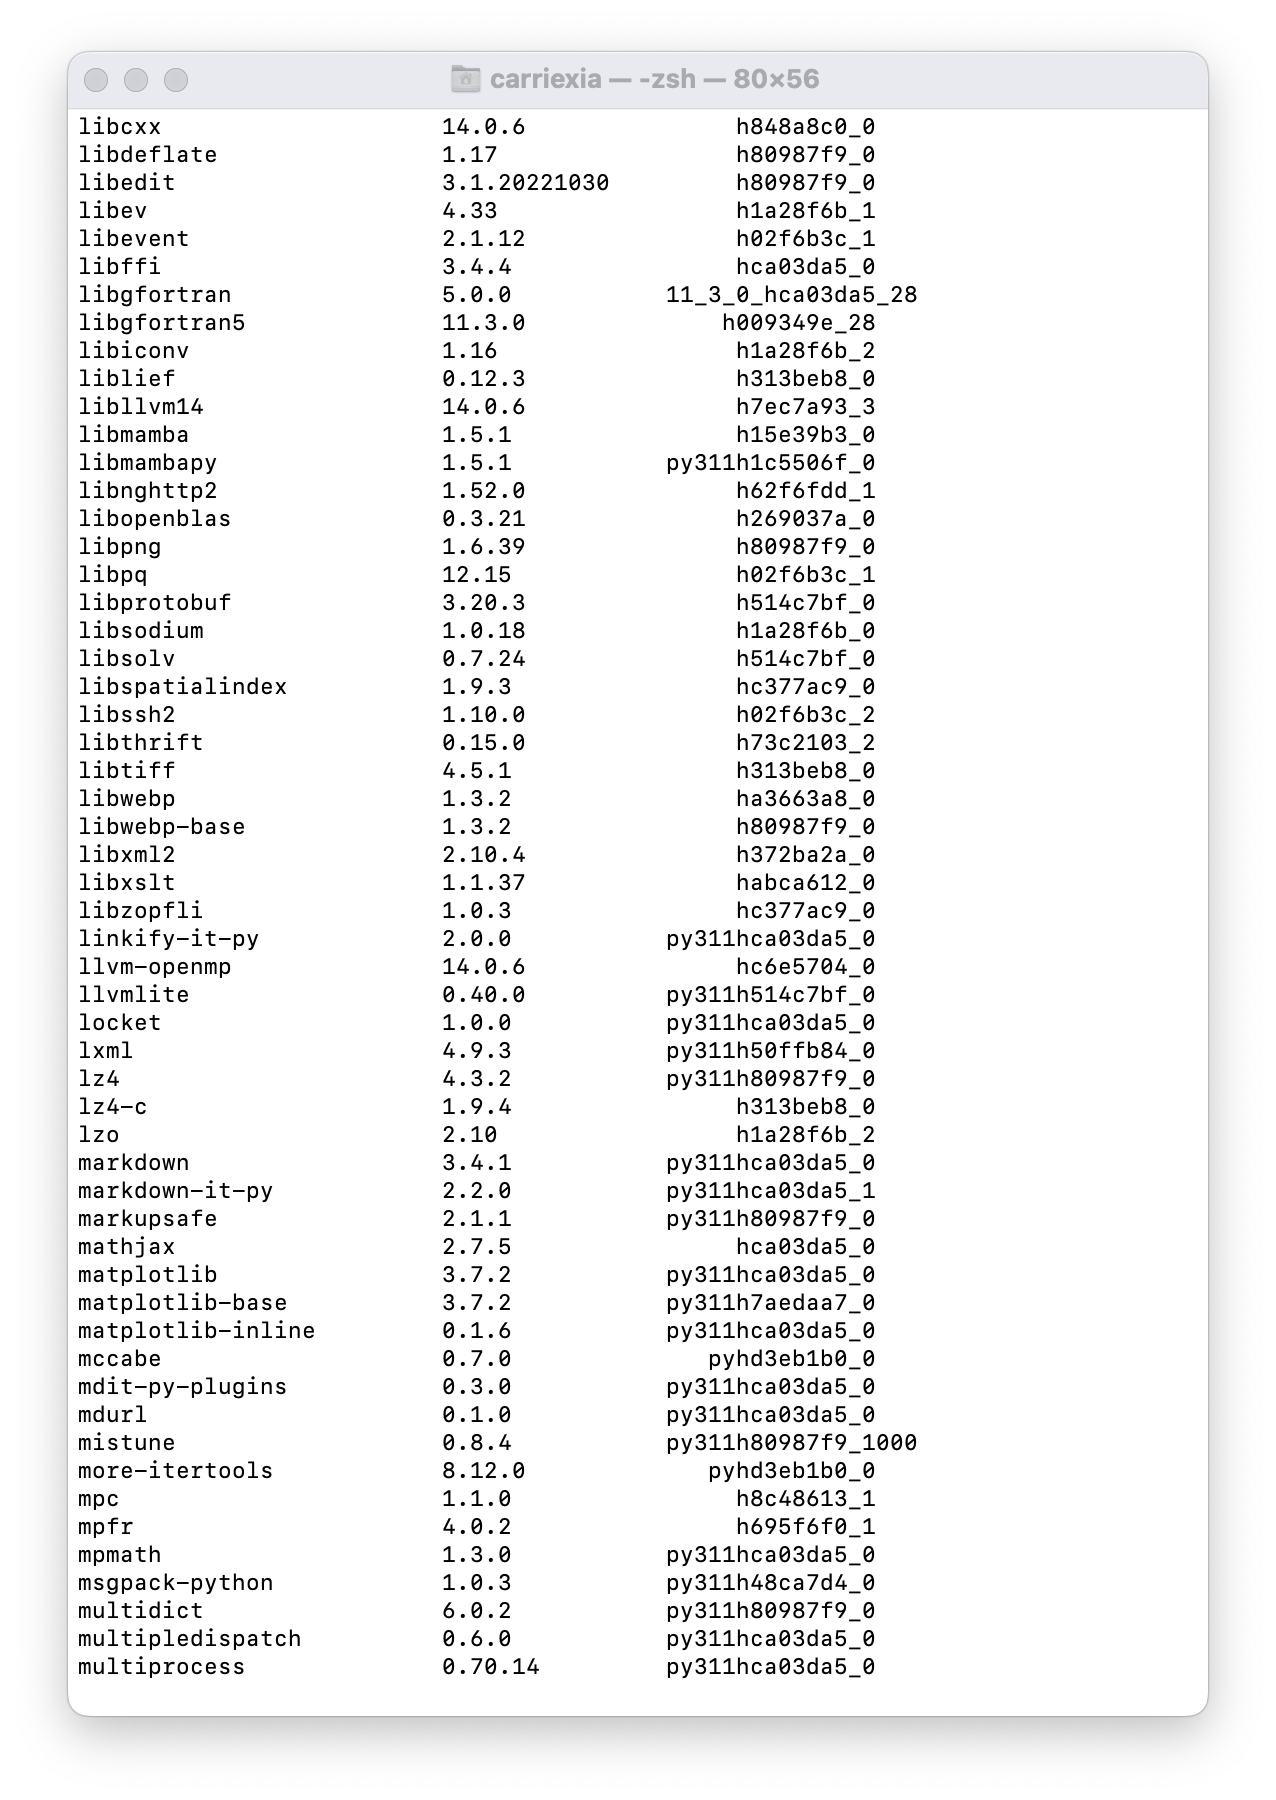 carriexia — -zsh — 80×56
libcxx 14.0.6 h848a8c0_0
libdeflate 1.17 h80987f9_0
libedit 3.1.20221030 h80987f9_0
libev 4.33 h1a28f6b_1
libevent 2.1.12 h02f6b3c_1
libffi 3.4.4 hca03da5_0
libgfortran 5.0.0 11_3_0_hca03da5_28
libgfortran5 11.3.0 h009349e_28
libiconv 1.16 h1a28f6b_2
liblief 0.12.3 h313beb8_0
libllvm14 14.0.6 h7ec7a93_3
libmamba 1.5.1 h15e39b3_0
libmambapy 1.5.1 py311h1c5506f_0
libnghttp2 1.52.0 h62f6fdd_1
libopenblas 0.3.21 h269037a_0
libpng 1.6.39 h80987f9_0
libpq 12.15 h02f6b3c_1
libprotobuf 3.20.3 h514c7bf_0
libsodium 1.0.18 h1a28f6b_0
libsolv 0.7.24 h514c7bf_0
libspatialindex 1.9.3 hc377ac9_0
libssh2 1.10.0 h02f6b3c_2
libthrift 0.15.0 h73c2103_2
libtiff 4.5.1 h313beb8_0
libwebp 1.3.2 ha3663a8_0
libwebp-base 1.3.2 h80987f9_0
libxml2 2.10.4 h372ba2a_0
libxslt 1.1.37 habca612_0
libzopfli 1.0.3 hc377ac9_0
linkify-it-py 2.0.0 py311hca03da5_0
llvm-openmp 14.0.6 hc6e5704_0
llvmlite 0.40.0 py311h514c7bf_0
locket 1.0.0 py311hca03da5_0
lxml 4.9.3 py311h50ffb84_0
lz4 4.3.2 py311h80987f9_0
lz4-c 1.9.4 h313beb8_0
lzo 2.10 h1a28f6b_2
markdown 3.4.1 py311hca03da5_0
markdown-it-py 2.2.0 py311hca03da5_1
markupsafe 2.1.1 py311h80987f9_0
mathjax 2.7.5 hca03da5_0
matplotlib 3.7.2 py311hca03da5_0
matplotlib-base 3.7.2 py311h7aedaa7_0
matplotlib-inline 0.1.6 py311hca03da5_0
mccabe 0.7.0 pyhd3eb1b0_0
mdit-py-plugins 0.3.0 py311hca03da5_0
mdurl 0.1.0 py311hca03da5_0
mistune 0.8.4 py311h80987f9_1000
more-itertools 8.12.0 pyhd3eb1b0_0
mpc 1.1.0 h8c48613_1
mpfr 4.0.2 h695f6f0_1
mpmath 1.3.0 py311hca03da5_0
msgpack-python 1.0.3 py311h48ca7d4_0
multidict 6.0.2 py311h80987f9_0
multipledispatch 0.6.0 py311hca03da5_0
multiprocess 0.70.14 py311hca03da5_0